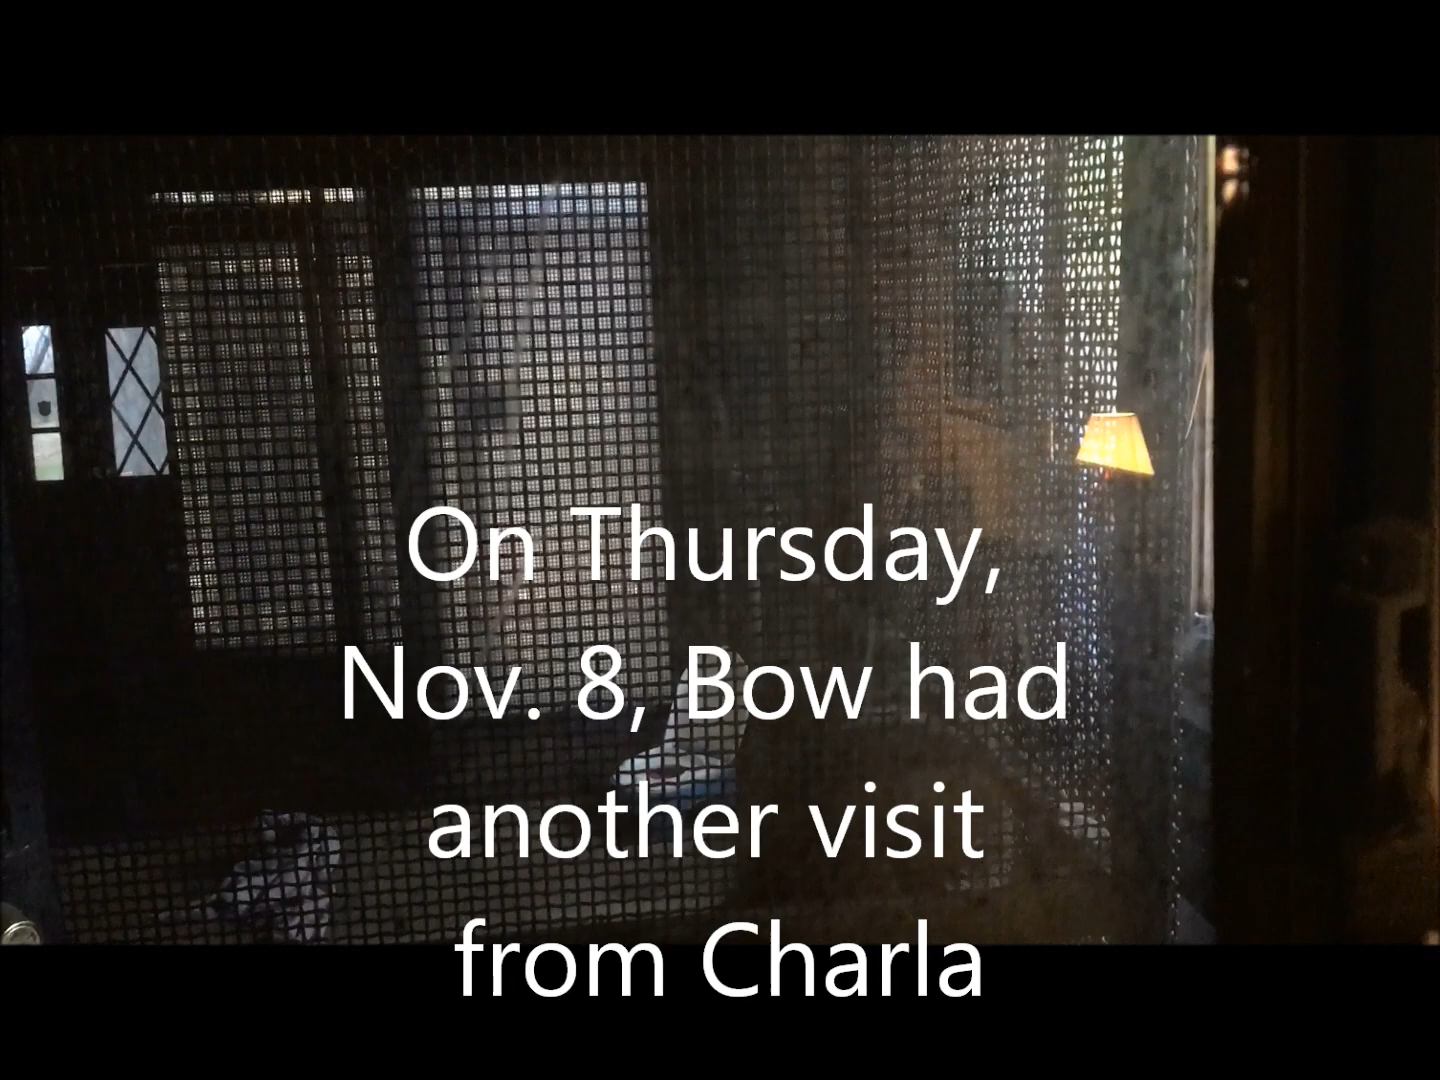 On Thursday,
Nov. 8, Bow had
another visit
from Charla